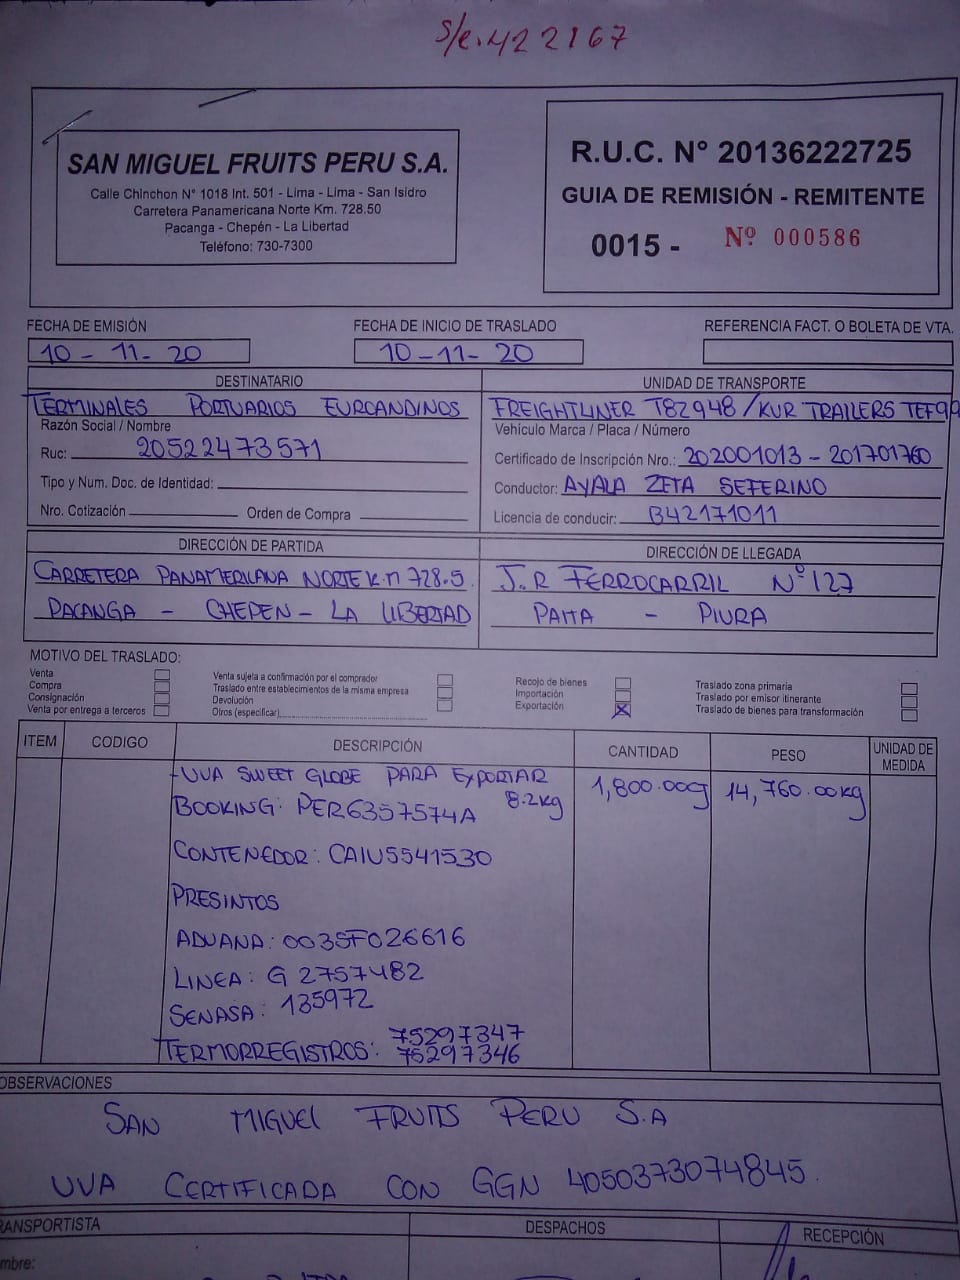 S/e. 422167
SAN MIGUEL FRUITS PERU S.A.
Calle Chinchon N° 1018 Int. 501 - Lima - Lima - San Isidro
Carretera Panamericana Norte Km. 728.50
Pacanga - Chepén - La Libertad
Teléfono: 730-7300
R.U.C. N° 20136222725
GUIA DE REMISIÓN - REMITENTE
0015 - Nº 000586
FECHA DE EMISIÓN
10 - 11 - 20
FECHA DE INICIO DE TRASLADO
10 - 11 - 20
REFERENCIA FACT. O BOLETA DE VTA.
DESTINATARIO
TERMINALES PORTUARIOS EUROANDINOS
Razón Social / Nombre
Ruc: 20522473571
Tipo y Num. Doc. de Identidad:
Nro. Cotización Orden de Compra
UNIDAD DE TRANSPORTE
FREIGHTLINER T8Z948 / KUR TRAILERS TEF99
Vehículo Marca / Placa / Número
Certificado de Inscripción Nro.: 202001013 - 201701760
Conductor: AYALA ZETA SEFERINO
Licencia de conducir: B42171011
DIRECCIÓN DE PARTIDA
CARRETERA PANAMERICANA NORTE K.m 728.5
PACANGA - CHEPEN - LA LIBERTAD
DIRECCIÓN DE LLEGADA
J.R FERROCARRIL N° 127
PAITA - PIURA
MOTIVO DEL TRASLADO:
Venta
Compra
Consignación
Venta por entrega a terceros
Venta sujeta a confirmación por el comprador
Traslado entre establecimientos de la misma empresa
Devolución
Otros (especificar)
Recojo de bienes
Importación
Exportación X
Traslado zona primaria
Traslado por emisor itinerante
Traslado de bienes para transformación
ITEM CODIGO DESCRIPCIÓN CANTIDAD PESO UNIDAD DE MEDIDA
- UVA SWEET GLOBE PARA EXPORTAR 8.2kg 1,800.00 14,760.00kg
BOOKING: PER6357574A
CONTENEDOR: CAIU5541530
PRESINTOS
ADUANA: 0035F026616
LINEA: G 2757482
SENASA: 135972
TERMORREGISTROS: 75297347
75297346
OBSERVACIONES
SAN MIGUEL FRUITS PERU S.A
UVA CERTIFICADA CON GGN 4050373074845.
RANSPORTISTA
DESPACHOS
RECEPCIÓN
mbre: